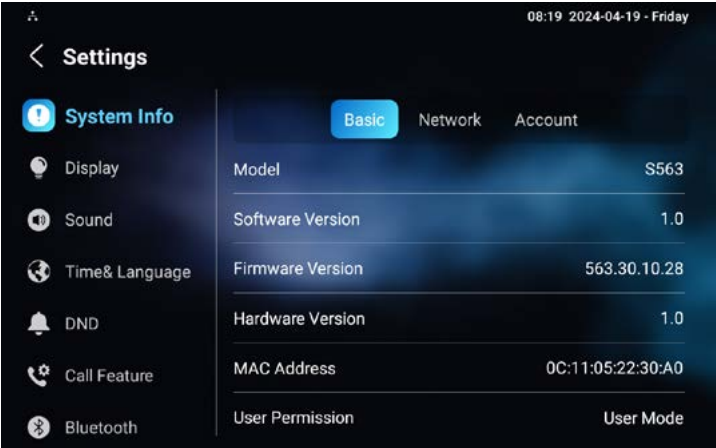 08:19 2024-04-19 - Friday
Settings
System Info
Display
Sound
Time& Language
DND
Call Feature
Bluetooth
Basic Network Account
Model S563
Software Version 1.0
Firmware Version 563.30.10.28
Hardware Version 1.0
MAC Address 0C:11:05:22:30:A0
User Permission User Mode